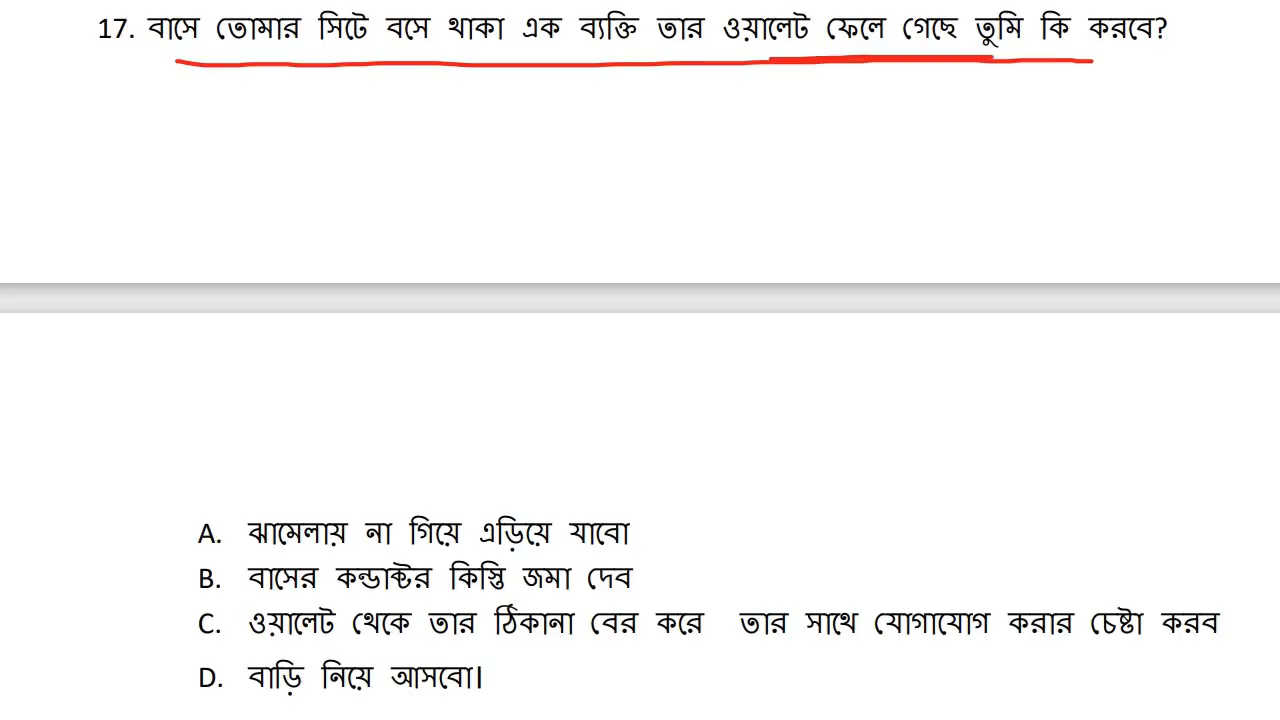 17. বাসে তোমার সিটে বসে থাকা এক ব্যক্তি তার ওয়ালেট ফেলে গেছে তুমি কি করবে?
A. ঝামেলায় না গিয়ে এড়িয়ে যাবো
B. বাসের কন্ডাক্টর কিস্তি জমা দেব
C. ওয়ালেট থেকে তার ঠিকানা বের করে তার সাথে যোগাযোগ করার চেষ্টা করব
D. বাড়ি নিয়ে আসবো।